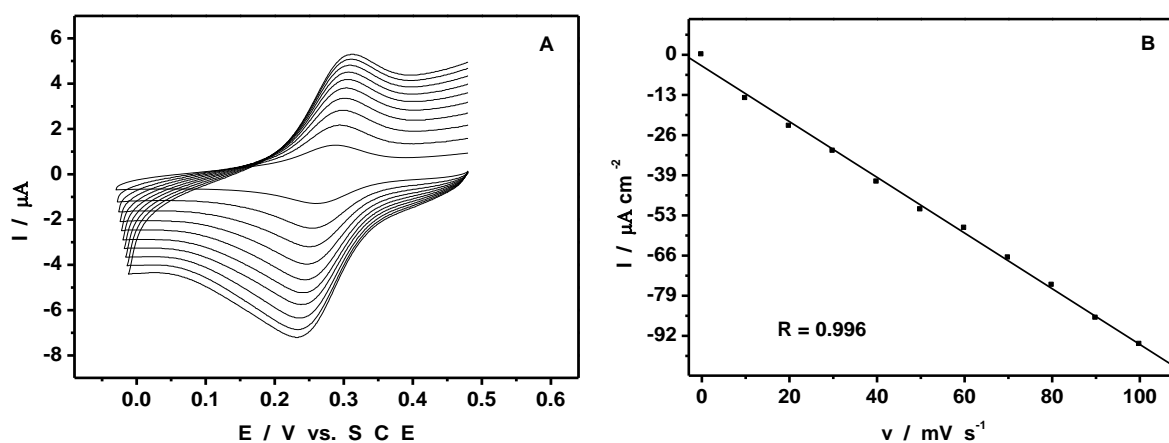 A
6
4
2
0
-2
-4
-6
-8
I / µA
0.0 0.1 0.2 0.3 0.4 0.5 0.6
E / V vs. S C E
B
0
-13
-26
-39
-53
-66
-79
-92
I / µA cm -2
R = 0.996
0 20 40 60 80 100
v / mV s -1